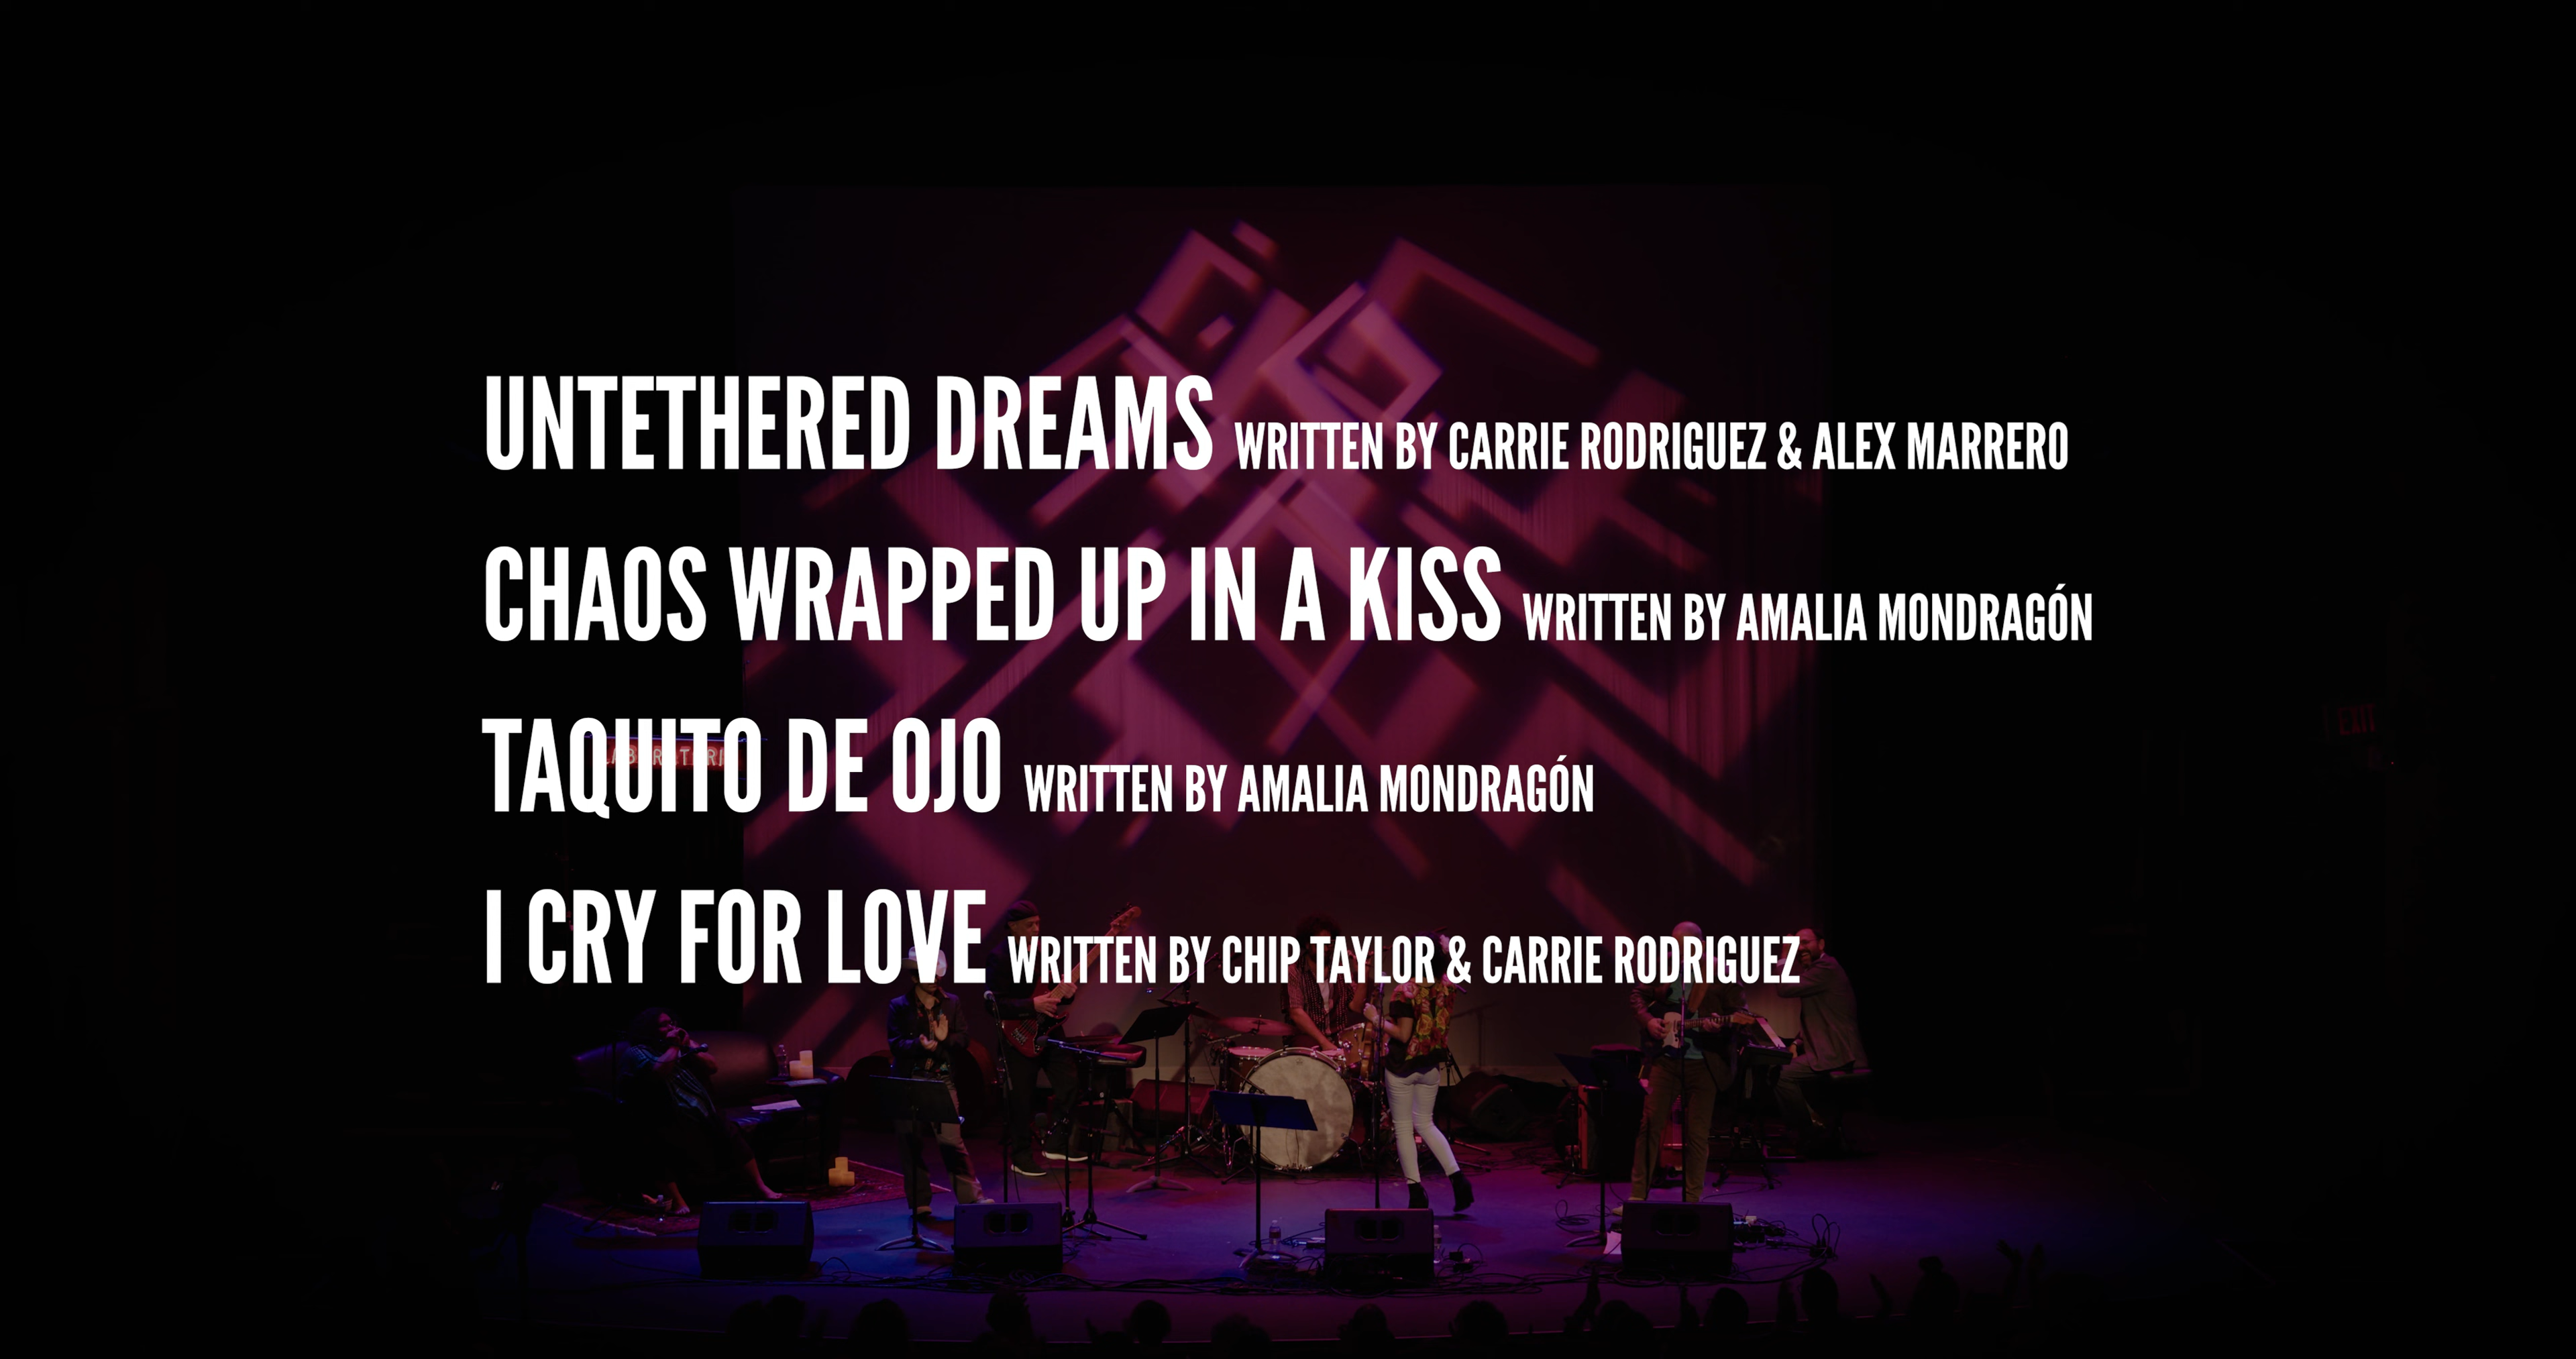 UNTETHERED DREAMS WRITTEN BY CARRIE RODRIGUEZ & ALEX MARRERO
CHAOS WRAPPED UP IN A KISS WRITTEN BY AMALIA MONDRAGÓN
TAQUITO DE OJO WRITTEN BY AMALIA MONDRAGÓN
EXIT
I CRY FOR LOVE WRITTEN BY CHIP TAYLOR & CARRIE RODRIGUEZ